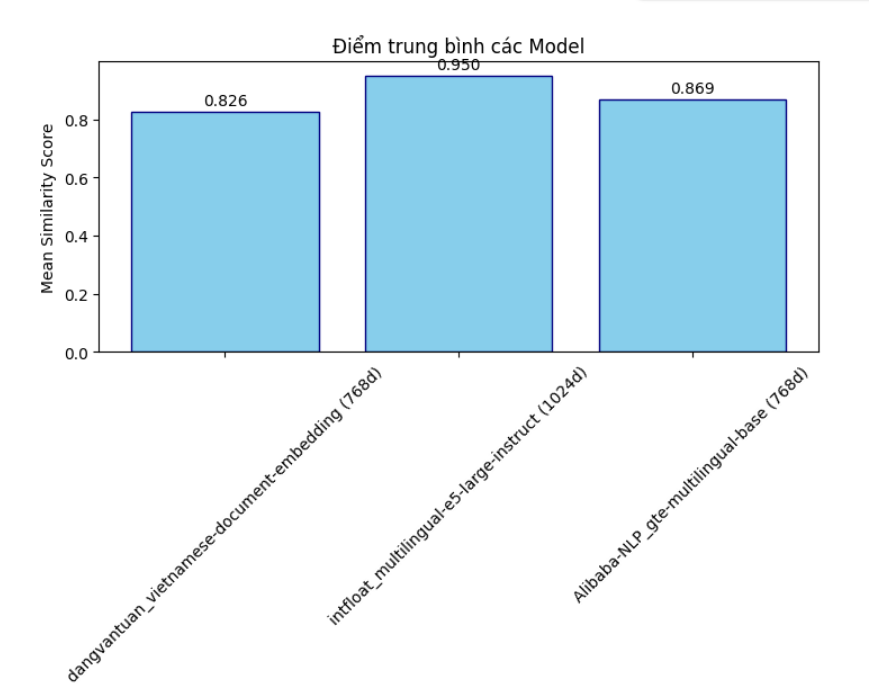 Điểm trung bình các Model
0.826
0.950
0.869
Mean Similarity Score
0.8
0.6
0.4
0.2
0.0
dangvantuan_vietnamese-document-embedding (768d)
intfloat_multilingual-e5-large-instruct (1024d)
Alibaba-NLP_gte-multilingual-base (768d)